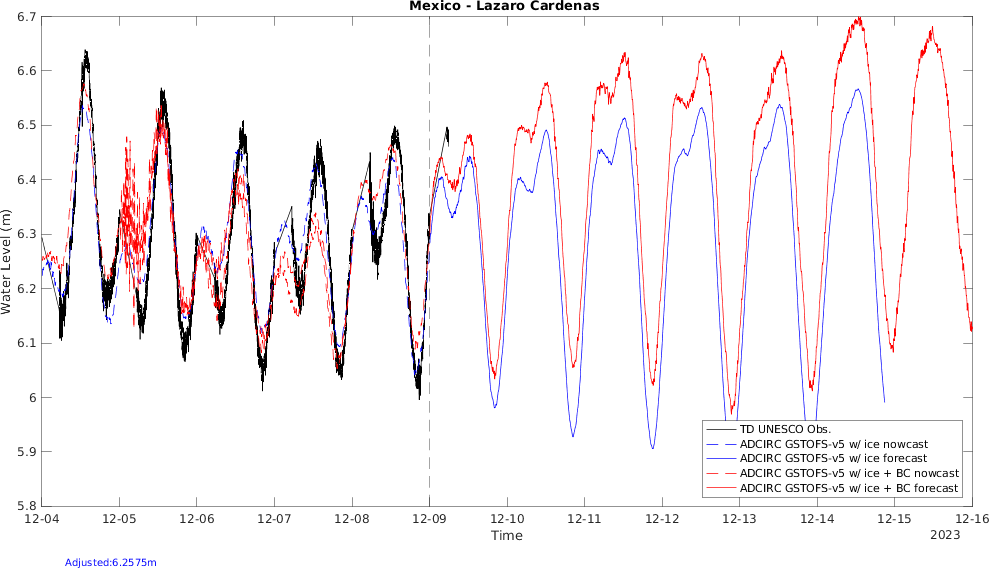 Mexico - Lazaro Cardenas
6.7
6.6
6.5
6.4
6.3
6.2
6.1
6
5.9
5.8
Water Level (m)
TD UNESCO Obs.
ADCIRC GSTOFS-v5 w/ ice nowcast
ADCIRC GSTOFS-v5 w/ ice forecast
ADCIRC GSTOFS-v5 w/ ice + BC nowcast
ADCIRC GSTOFS-v5 w/ ice + BC forecast
12-04 12-05 12-06 12-07 12-08 12-09 12-10 12-11 12-12 12-13 12-14 12-15 12-16
Time
2023
Adjusted:6.2575m